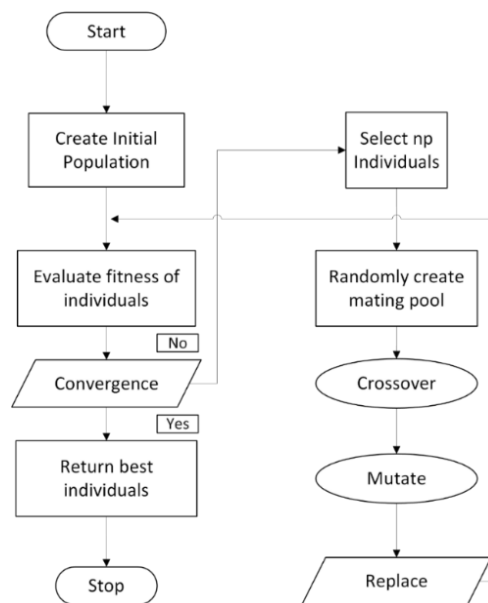 Start
Create Initial
Population
Evaluate fitness of
individuals
No
Convergence
Yes
Return best
individuals
Stop
Select np
Individuals
Randomly create
mating pool
Crossover
Mutate
Replace